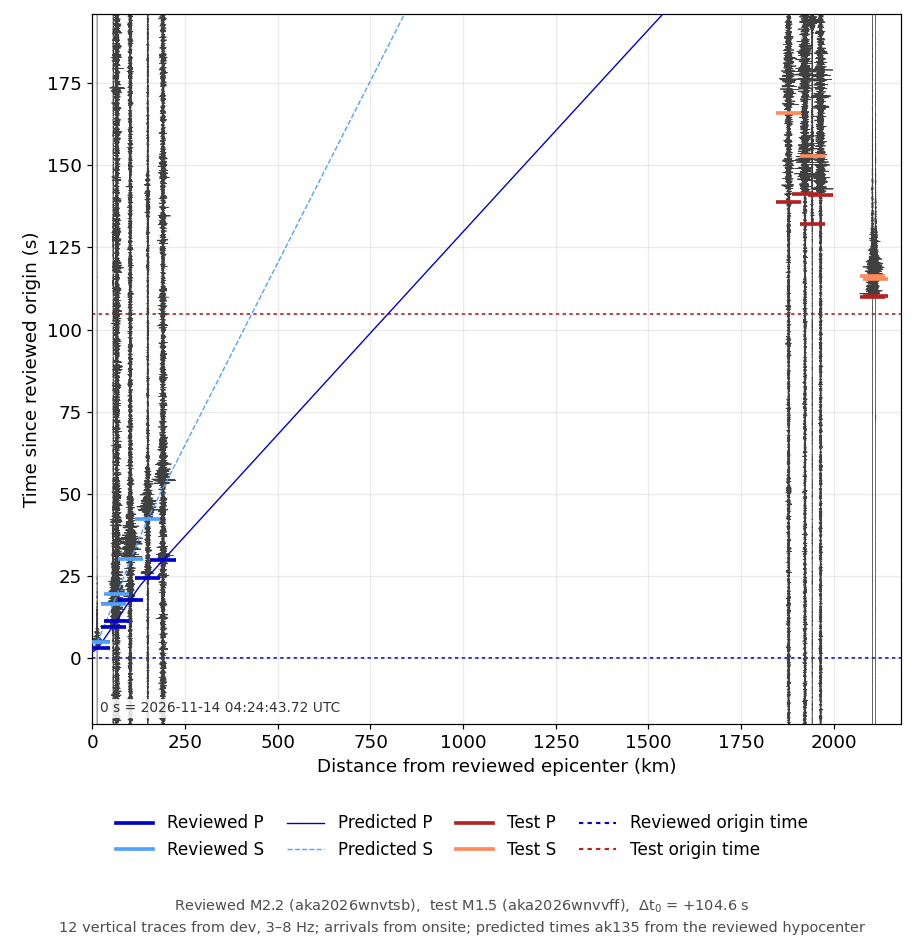 175
150
125
100
75
50
25
0
Time since reviewed origin (s)
0 s = 2026-11-14 04:24:43.72 UTC
0 250 500 750 1000 1250 1500 1750 2000
Distance from reviewed epicenter (km)
Reviewed P Predicted P Test P Reviewed origin time
Reviewed S Predicted S Test S Test origin time
Reviewed M2.2 (aka2026wnvtsb), test M1.5 (aka2026wnvvff), Δt₀ = +104.6 s
12 vertical traces from dev, 3–8 Hz; arrivals from onsite; predicted times ak135 from the reviewed hypocenter